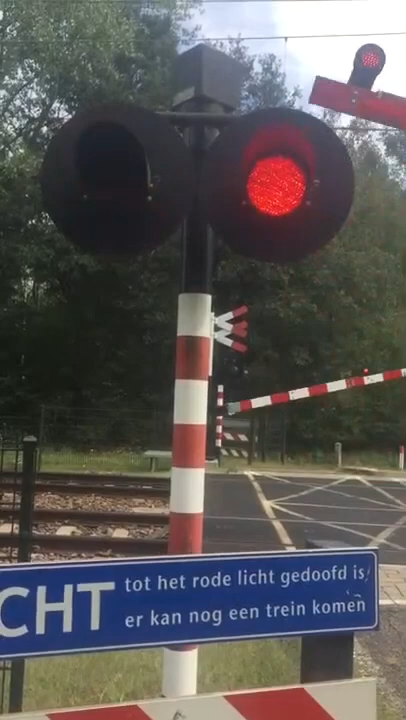 CHT
tot het rode licht gedoofd is
er kan nog een trein komen